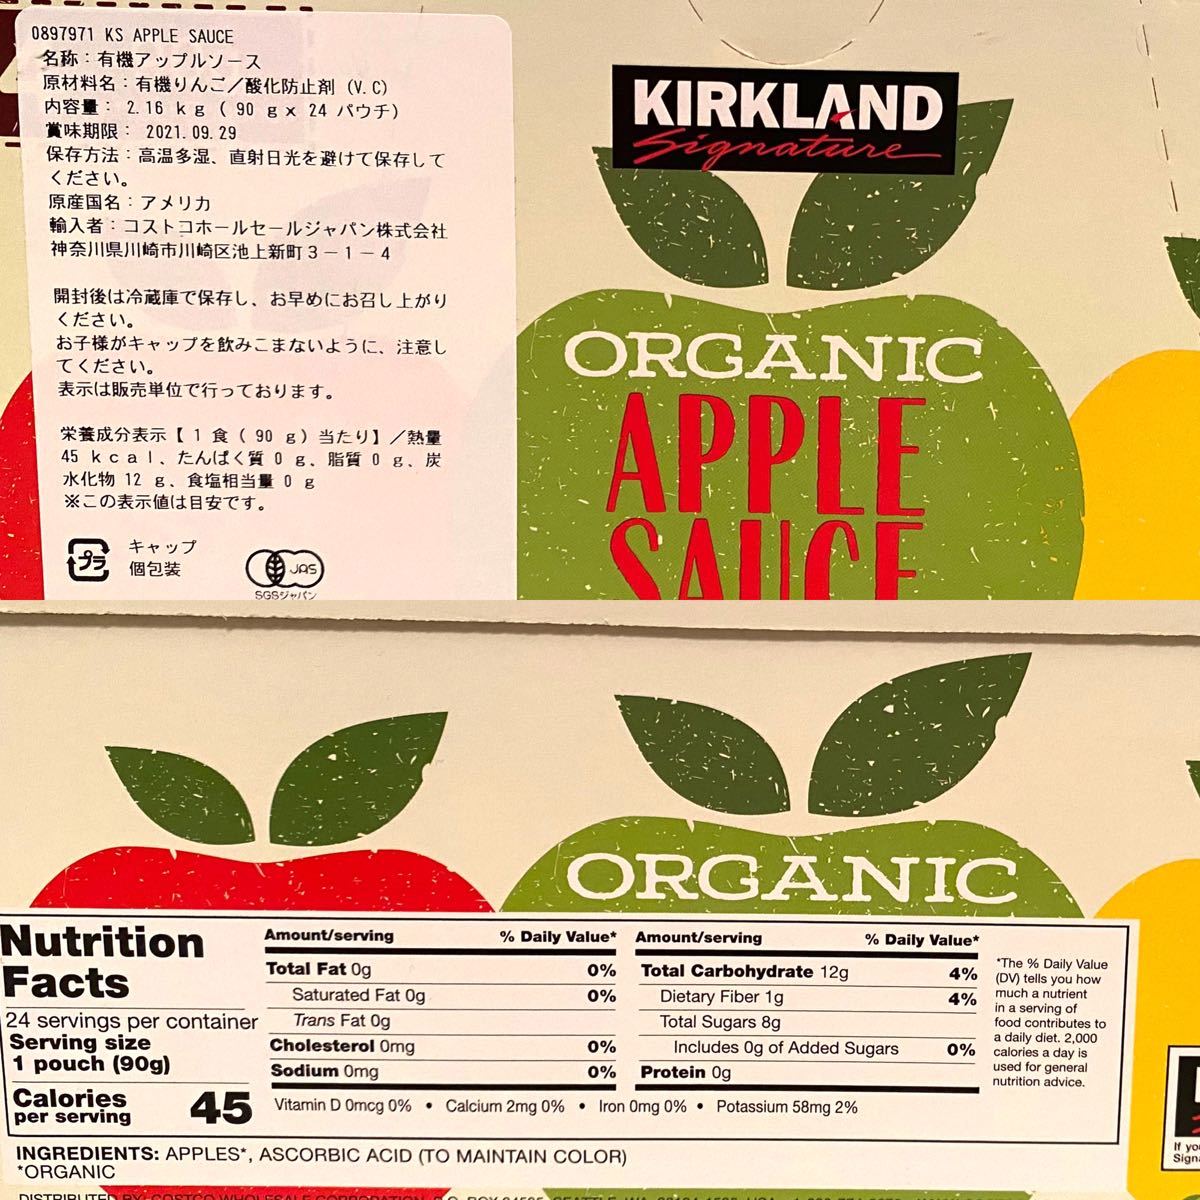 0897971 KS APPLE SAUCE
名称：有機アップルソース
原材料名：有機りんご／酸化防止剤（V.C）
内容量： 2.16 ｋｇ（ 90 ｇｘ 24 パウチ）
賞味期限： 2021.09.29
保存方法：高温多湿、直射日光を避けて保存して
ください。
原産国名：アメリカ
輸入者：コストコホールセールジャパン株式会社
神奈川県川崎市川崎区池上新町３－１－４
開封後は冷蔵庫で保存し、お早めにお召し上がり
ください。
お子様がキャップを飲みこまないように、注意し
てください。
表示は販売単位で行っております。
栄養成分表示【 １食（ 90 ｇ）当たり】／熱量
45 ｋｃａｌ、たんぱく質 0 ｇ、脂質 0 ｇ、炭
水化物 12 ｇ、食塩相当量 0 ｇ
※この表示値は目安です。
プラ
キャップ
個包装
JAS
SGSジャパン
KIRKLAND
Signature
ORGANIC
APPLE
SAUCE
ORGANIC
Nutrition
Facts
24 servings per container
Serving size
1 pouch (90g)
Calories
per serving
45
Amount/serving % Daily Value*
Total Fat 0g 0%
Saturated Fat 0g 0%
Trans Fat 0g
Cholesterol 0mg 0%
Sodium 0mg 0%
Amount/serving % Daily Value*
Total Carbohydrate 12g 4%
Dietary Fiber 1g 4%
Total Sugars 8g
Includes 0g of Added Sugars 0%
Protein 0g
Vitamin D 0mcg 0% • Calcium 2mg 0% • Iron 0mg 0% • Potassium 58mg 2%
*The % Daily Value
(DV) tells you how
much a nutrient
in a serving of
food contributes to
a daily diet. 2,000
calories a day is
used for general
nutrition advice.
INGREDIENTS: APPLES*, ASCORBIC ACID (TO MAINTAIN COLOR)
*ORGANIC
DISTRIBUTED BY: COSTCO WHOLESALE CORPORATION
If yo
Signa